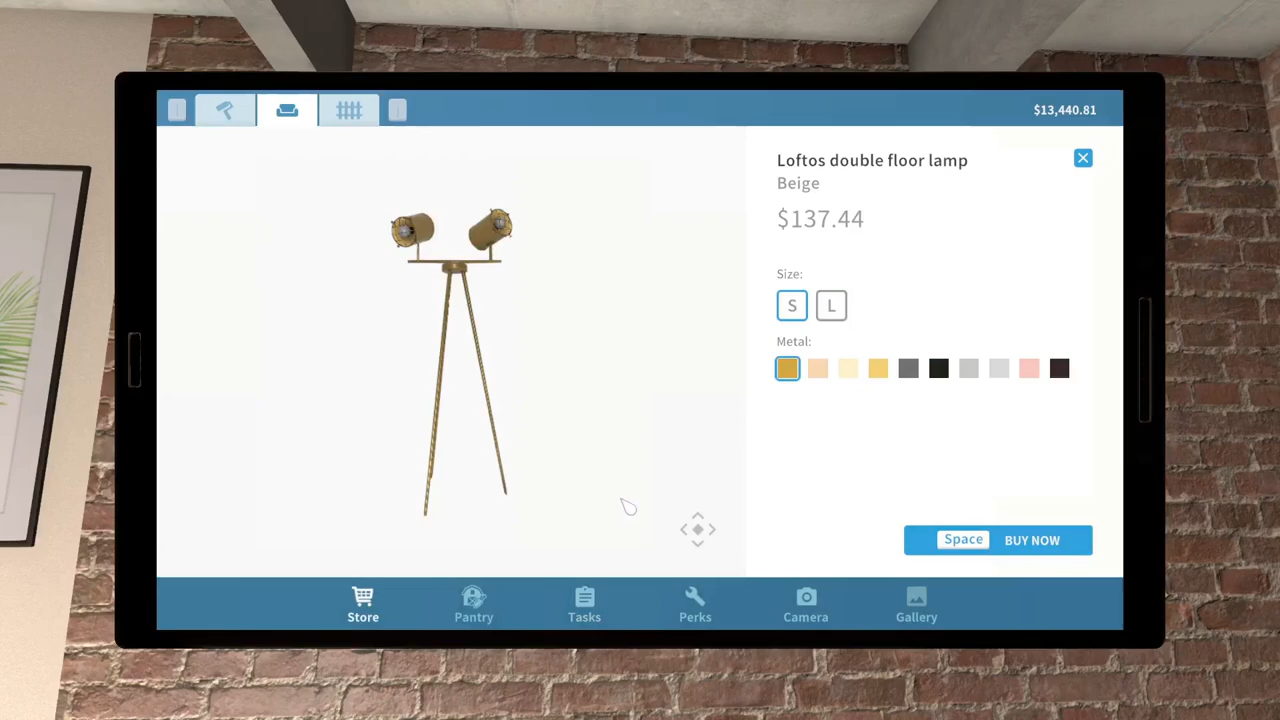 $13,440.81
Loftos double floor lamp
Beige
$137.44
Size:
S L
Metal:
Space BUY NOW
Store Pantry Tasks Perks Camera Gallery